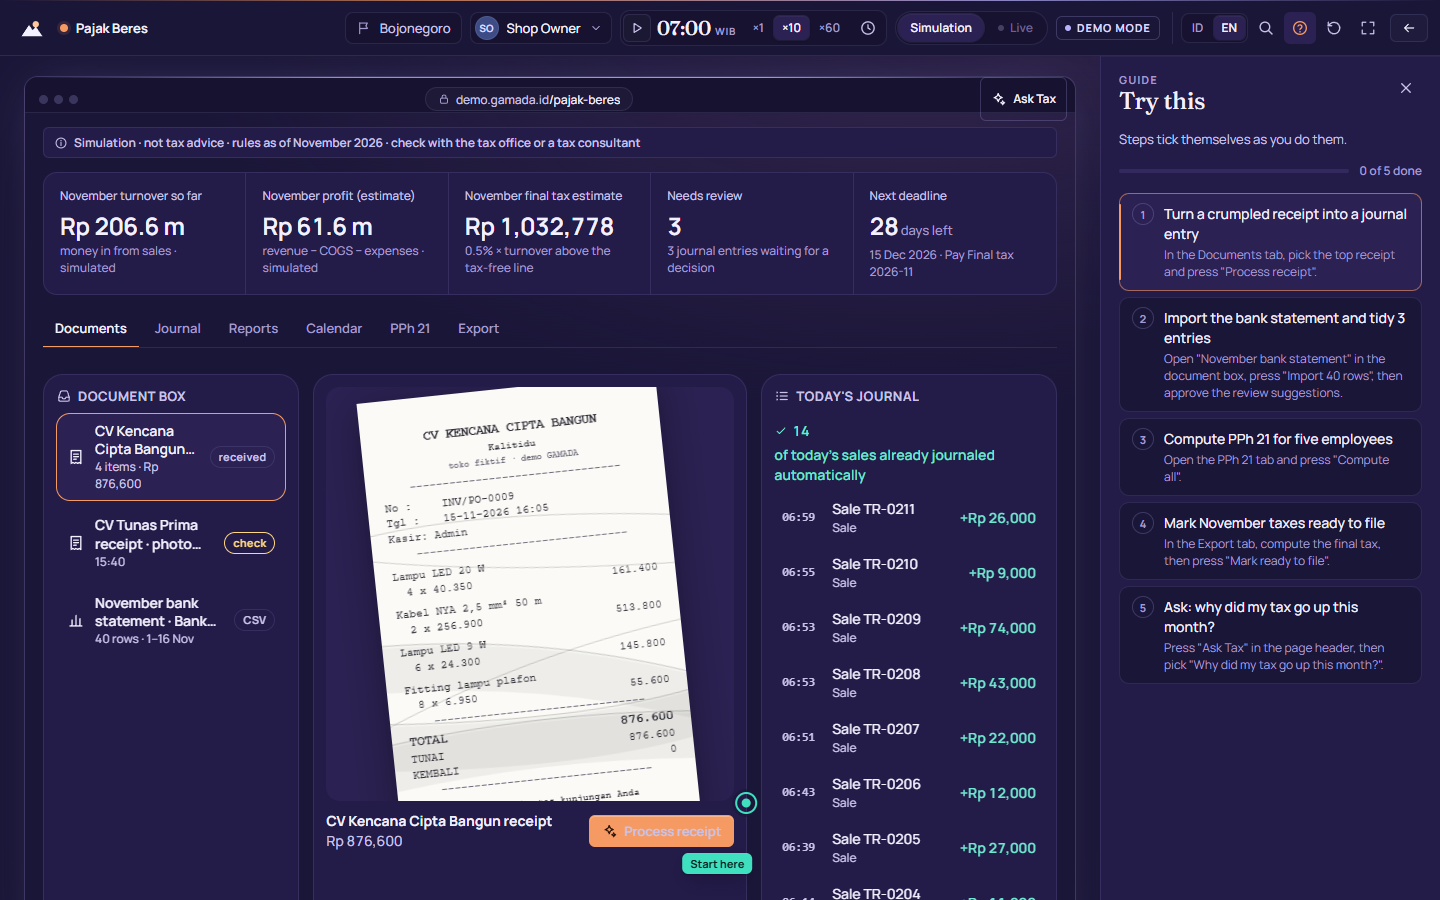 Pajak Beres
Bojonegoro
SO Shop Owner
07:00 WIB
×1 ×10 ×60
Simulation
Live
DEMO MODE
ID EN
demo.gamada.id/pajak-beres
Ask Tax
Simulation · not tax advice · rules as of November 2026 · check with the tax office or a tax consultant
November turnover so far
Rp 206.6 m
money in from sales ·
simulated
November profit (estimate)
Rp 61.6 m
revenue − COGS − expenses ·
simulated
November final tax estimate
Rp 1,032,778
0.5% × turnover above the
tax-free line
Needs review
3
3 journal entries waiting for a
decision
Next deadline
28 days left
15 Dec 2026 · Pay Final tax
2026-11
Documents Journal Reports Calendar PPh 21 Export
DOCUMENT BOX
CV Kencana
Cipta Bangun…
4 items · Rp
876,600
received
CV Tunas Prima
receipt · photo…
15:40
check
November bank
statement · Bank…
40 rows · 1–16 Nov
CSV
CV KENCANA CIPTA BANGUN
Kalitidu
toko fiktif · demo GAMADA
No : INV/PO-0009
Tgl : 15-11-2026 16:05
Kasir: Admin
Lampu LED 20 W 161.400
4 x 40.350
Kabel NYA 2,5 mm² 50 m 513.800
2 x 256.900
Lampu LED 9 W 145.800
6 x 24.300
Fitting lampu plafon 55.600
8 x 6.950
TOTAL 876.600
TUNAI 876.600
KEMBALI 0
kunjungan Anda
CV Kencana Cipta Bangun receipt
Rp 876,600
Process receipt
Start here
TODAY'S JOURNAL
14
of today's sales already journaled
automatically
06:59 Sale TR-0211 +Rp 26,000
Sale
06:55 Sale TR-0210 +Rp 9,000
Sale
06:53 Sale TR-0209 +Rp 74,000
Sale
06:53 Sale TR-0208 +Rp 43,000
Sale
06:51 Sale TR-0207 +Rp 22,000
Sale
06:43 Sale TR-0206 +Rp 12,000
Sale
06:39 Sale TR-0205 +Rp 27,000
Sale
Sale TR-0204
GUIDE
Try this
Steps tick themselves as you do them.
0 of 5 done
1 Turn a crumpled receipt into a journal
entry
In the Documents tab, pick the top receipt
and press "Process receipt".
2 Import the bank statement and tidy 3
entries
Open "November bank statement" in the
document box, press "Import 40 rows", then
approve the review suggestions.
3 Compute PPh 21 for five employees
Open the PPh 21 tab and press "Compute
all".
4 Mark November taxes ready to file
In the Export tab, compute the final tax,
then press "Mark ready to file".
5 Ask: why did my tax go up this
month?
Press "Ask Tax" in the page header, then
pick "Why did my tax go up this month?".